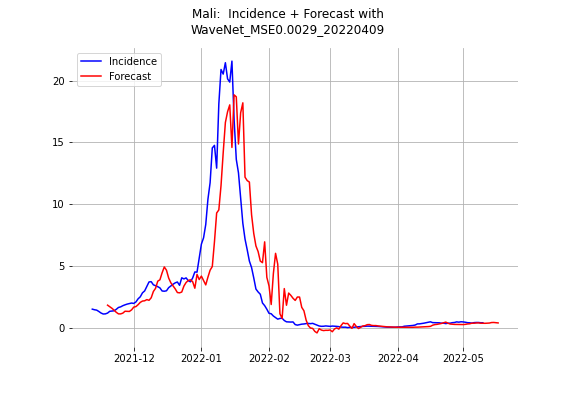 Mali:  Incidence + Forecast with
WaveNet_MSE0.0029_20220409
Incidence
Forecast
20
15
10
5
0
2021-12
2022-01
2022-02
2022-03
2022-04
2022-05